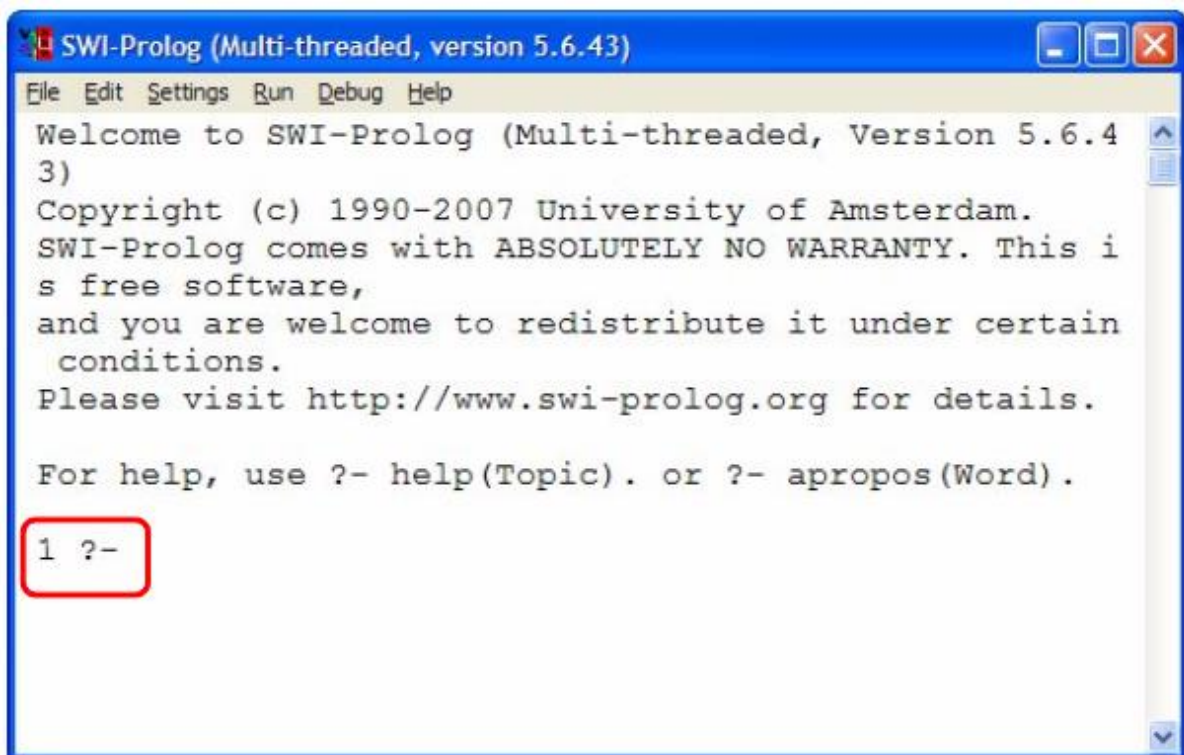 SWI-Prolog (Multi-threaded, version 5.6.43)
File Edit Settings Run Debug Help
Welcome to SWI-Prolog (Multi-threaded, Version 5.6.4
3)
Copyright (c) 1990-2007 University of Amsterdam.
SWI-Prolog comes with ABSOLUTELY NO WARRANTY. This i
s free software,
and you are welcome to redistribute it under certain
 conditions.
Please visit http://www.swi-prolog.org for details.
For help, use ?- help(Topic). or ?- apropos(Word).
1 ?-